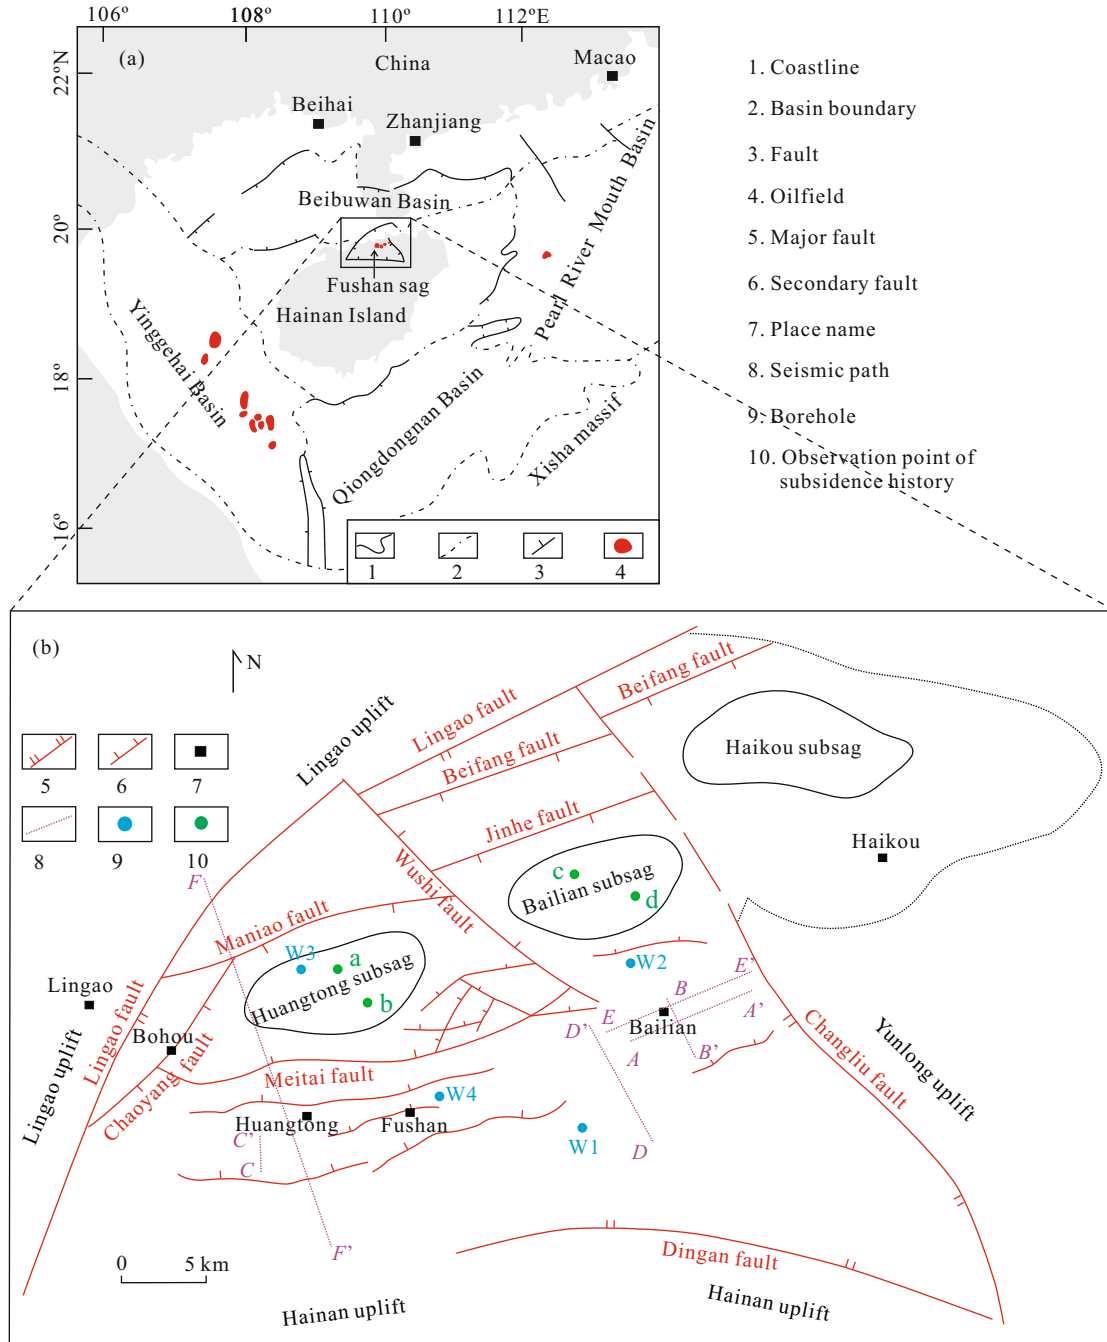 106°
108°
110°
112°E
(a)
China
Macao
22°N
Beihai
Zhanjiang
Pearl River Mouth Basin
Beibuwan Basin
20°
Fushan sag
Hainan Island
Yinggehai Basin
18°
Qiongdongnan Basin
Xisha massif
16°
1
2
3
4
1. Coastline
2. Basin boundary
3. Fault
4. Oilfield
5. Major fault
6. Secondary fault
7. Place name
8. Seismic path
9. Borehole
10. Observation point of
subsidence history
(b)
N
5
6
7
8
9
10
Lingao uplift
Lingao fault
Beifang fault
Beifang fault
Haikou subsag
Jinhe fault
Haikou
Wushi fault
c
Bailian subsag
d
F
Maniao fault
W3
a
Huangtong subsag
b
W2
E'
B
A'
E
D'
Bailian
A
B'
Lingao
Lingao uplift
Lingao fault
Bohou
Chaoyang fault
Meitai fault
W4
Huangtong
Fushan
C'
C
W1
D
Changliu fault
Yunlong uplift
F'
0
5 km
Dingan fault
Hainan uplift
Hainan uplift